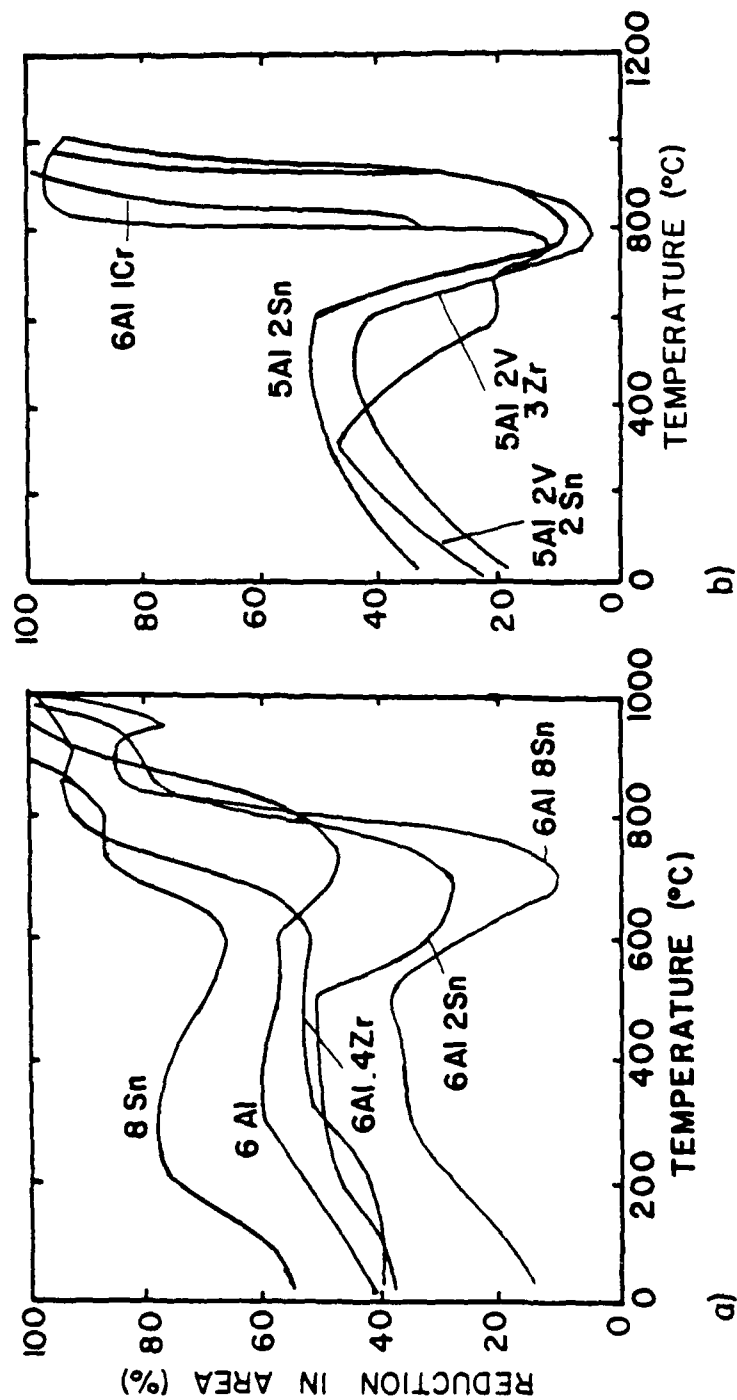 REDUCTION IN AREA (%)
100
80
60
40
20
0
8 Sn
6 Al
6Al.4Zr
6Al 2Sn
6Al 8Sn
0
200
400
600
800
1000
TEMPERATURE (°C)
a)
100
80
60
40
20
0
6Al 1Cr
5Al 2Sn
5Al 2V
3Zr
5Al 2V
2Sn
0
400
800
1200
TEMPERATURE (°C)
b)